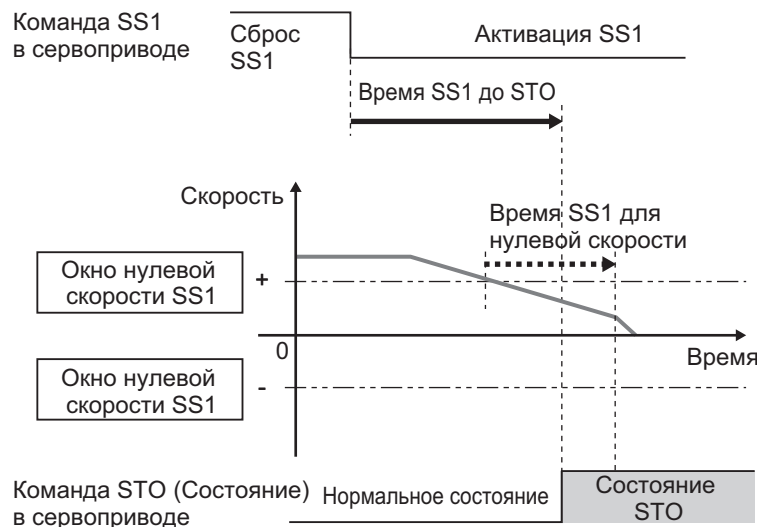 Команда SS1
в сервоприводе
Сброс
SS1
Активация SS1
Время SS1 до STO
Скорость
Время SS1 для
нулевой скорости
Окно нулевой
скорости SS1
+
0
Время
Окно нулевой
скорости SS1
-
Команда STO (Состояние)
в сервоприводе
Нормальное состояние
Состояние
STO